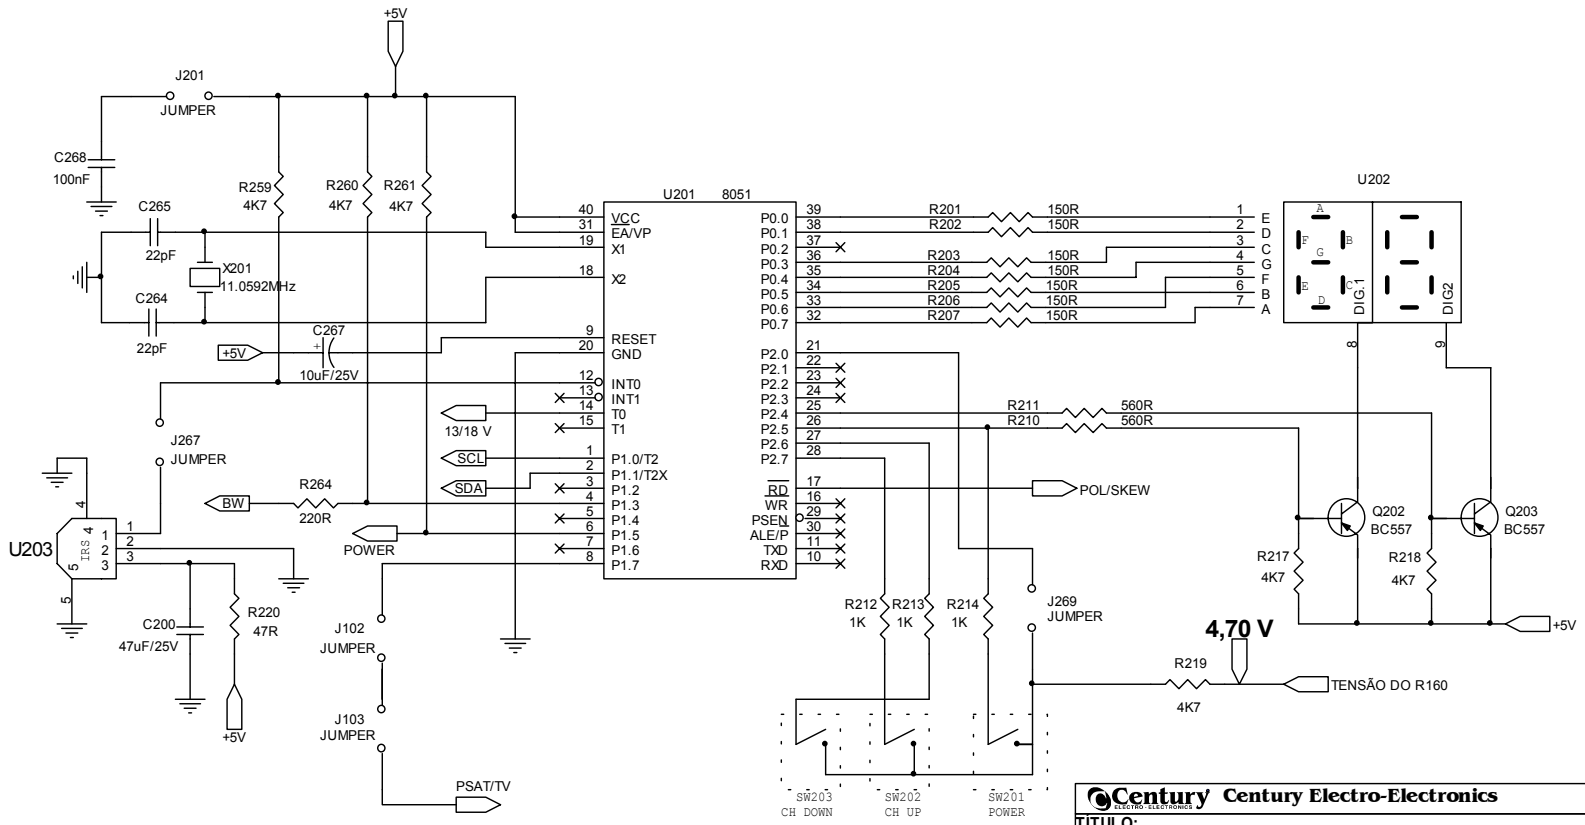 +5V
J201
JUMPER
C268
100nF
R259
4K7
R260
4K7
R261
4K7
C265
22pF
X201
11.0592MHz
C264
22pF
+5V
C267
+
10uF/25V
J267
JUMPER
13/18 V
SCL
SDA
BW
R264
220R
POWER
U203
IRS
4
4
1
2
3
5
5
1
2
3
C200
47uF/25V
R220
47R
+5V
J102
JUMPER
J103
JUMPER
PSAT/TV
U201 8051
40 VCC
31 EA/VP
19 X1
18 X2
9 RESET
20 GND
12 INT0
13 INT1
14 T0
15 T1
1 P1.0/T2
2 P1.1/T2X
3 P1.2
4 P1.3
5 P1.4
6 P1.5
7 P1.6
8 P1.7
P0.0 39 R201 150R 1 E
P0.1 38 R202 150R 2 D
P0.2 37
P0.3 36 R203 150R 3 C
P0.4 35 R204 150R 4 G
P0.5 34 R205 150R 5 F
P0.6 33 R206 150R 6 B
P0.7 32 R207 150R 7 A
P2.0 21
P2.1 22
P2.2 23
P2.3 24
P2.4 25 R211 560R
P2.5 26 R210 560R
P2.6 27
P2.7 28
RD 17 POL/SKEW
WR 16
PSEN 29
ALE/P 30
TXD 11
RXD 10
U202
A
F B
G
E C
D
DIG.1
DIG2
8
9
Q202
BC557
Q203
BC557
R217
4K7
R218
4K7
+5V
R212
1K
R213
1K
R214
1K
J269
JUMPER
4,70 V
R219
4K7
TENSÃO DO R160
SW203
CH DOWN
SW202
CH UP
SW201
POWER
Century Century Electro-Electronics
ELECTRO - ELECTRONICS
TÍTULO: